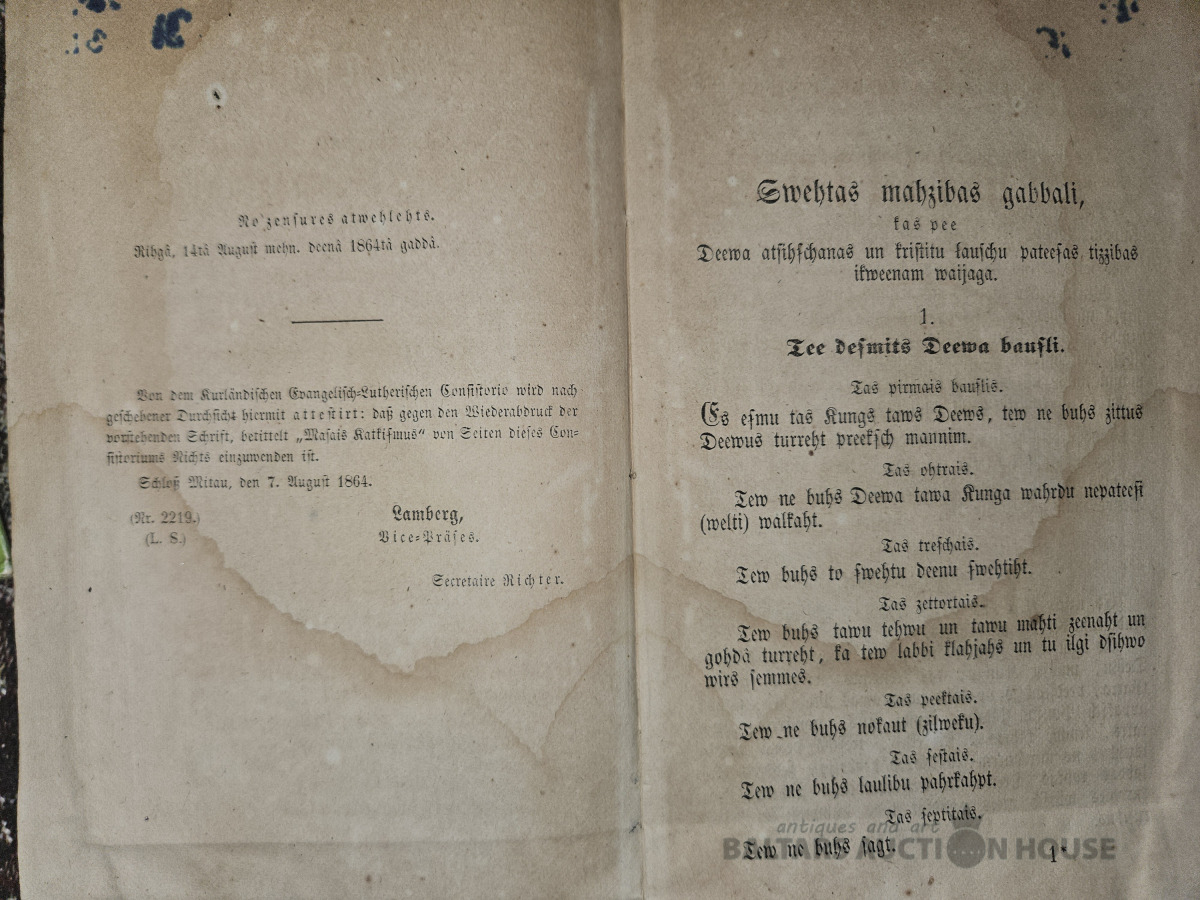 No zensures atwehlehts.
Rihgâ, 14tâ August mehn. deenâ 1864tâ gaddâ.
Von dem Kurländischen Evangelisch-Lutherischen Consistorio wird nach
geschehener Durchsicht hiermit attestirt: daß gegen den Wiederabdruck der
vorstehenden Schrift, betittelt „Masais Katkismus“ von Seiten dieses Con-
sistoriums Nichts einzuwenden ist.
Schloß Mitau, den 7. August 1864.
(Nr. 2219.)
(L. S.)
Lamberg,
Vice-Präses.
Secretaire Richter.
Swehtas mahzibas gabbali,
kas pee
Deewa atsihschanas un kristitu lauschu pateesas tizzibas
ikweenam waijaga.
1.
Tee desmits Deewa bausli.
Tas pirmais bauslis.
Es esmu tas Kungs taws Deews, tew ne buhs zittus
Deewus turreht preeksch mannim.
Tas ohtrais.
Tew ne buhs Deewa tawa Kunga wahrdu nepateesi
(welti) walkaht.
Tas treschais.
Tew buhs to swehtu deenu swehtiht.
Tas zettortais.
Tew buhs tawu tehwu un tawu mahti zeenaht un
gohdâ turreht, ka tew labbi klahjahs un tu ilgi dsihwo
wirs semmes.
Tas peektais.
Tew ne buhs nokaut (zilweku).
Tas sestais.
Tew ne buhs laulibu pahrkahpt.
Tas septitais.
Tew ne buhs sagt.
1*
antiques and art
BALTARS AUCTION HOUSE